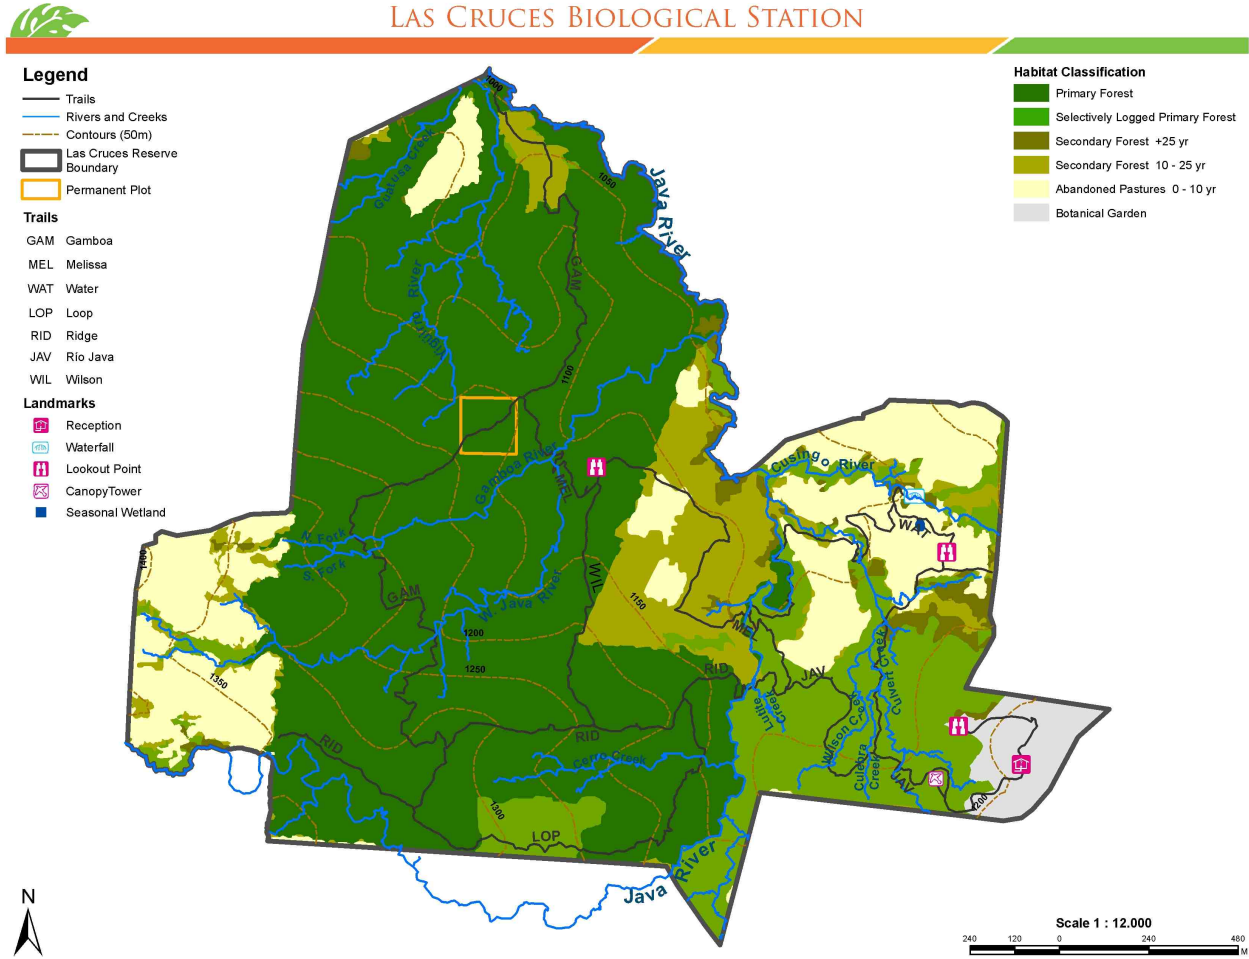 LAS CRUCES BIOLOGICAL STATION
Legend
Trails
Rivers and Creeks
Contours (50m)
Las Cruces Reserve
Boundary
Permanent Plot
Trails
GAM Gamboa
MEL Melissa
WAT Water
LOP Loop
RID Ridge
JAV Río Java
WIL Wilson
Landmarks
Reception
Waterfall
Lookout Point
CanopyTower
Seasonal Wetland
Habitat Classification
Primary Forest
Selectively Logged Primary Forest
Secondary Forest +25 yr
Secondary Forest 10 - 25 yr
Abandoned Pastures 0 - 10 yr
Botanical Garden
1000
Guatusa Creek
1050
Java River
GAM
River
1100
Gamboa River
MEL
Cusingo River
WAT
N. Fork
S. Fork
1400
GAM
WIL
W. Java River
1150
1200
MEL
Culvert Creek
1250
RID
JAV
1350
Lutite
Creek
Wilson Creek
RID
RID
Cerro Creek
Culebra
Creek
JAV
1200
1300
LOP
Java River
N
Scale 1 : 12.000
240 120 0 240 480
M